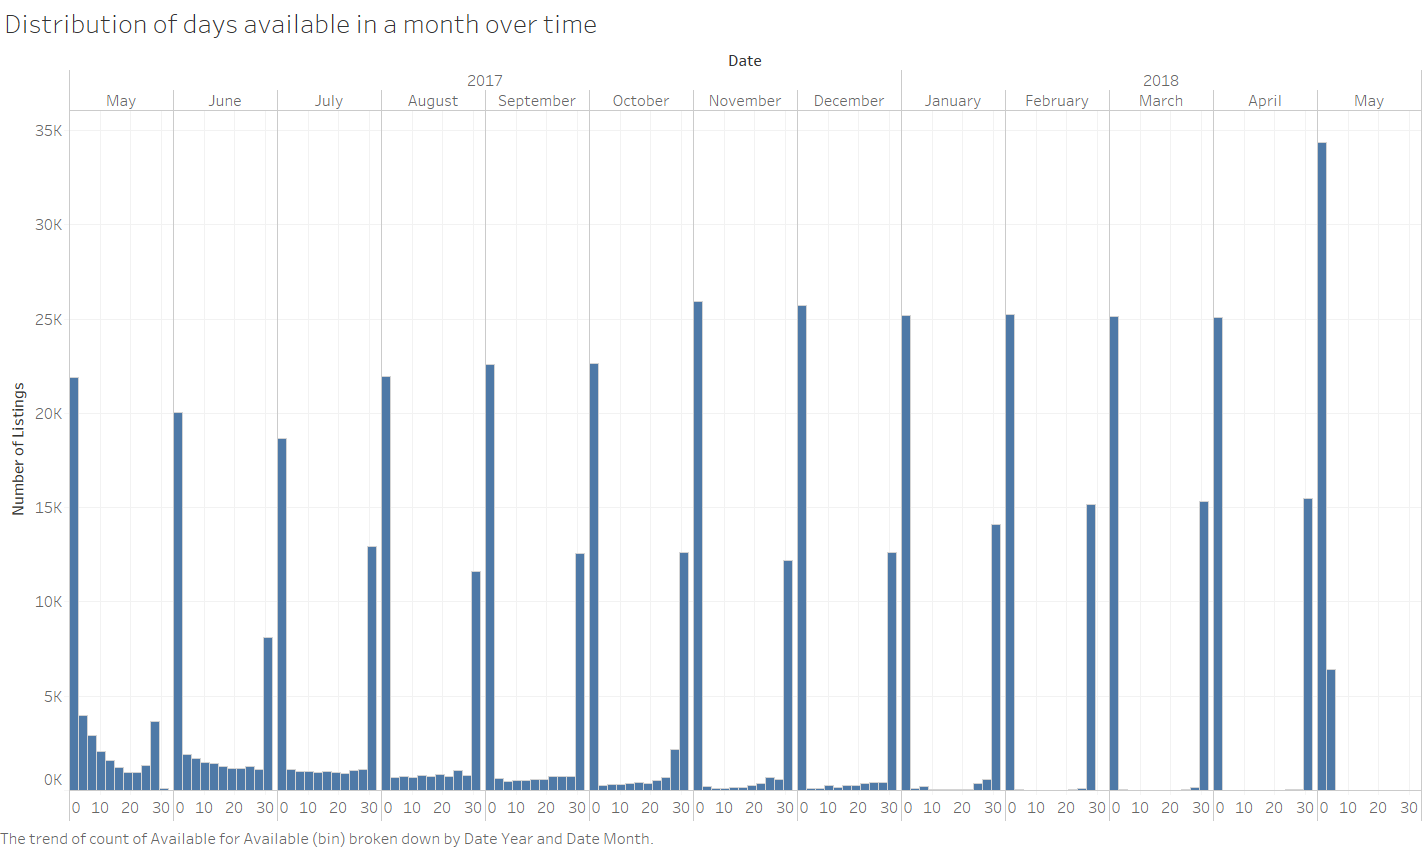 Distribution of days available in a month over time
Date
2017 2018
May June July August September October November December January February March April May
35K
30K
25K
20K
15K
10K
5K
0K
Number of Listings
0 10 20 30 0 10 20 30 0 10 20 30 0 10 20 30 0 10 20 30 0 10 20 30 0 10 20 30 0 10 20 30 0 10 20 30 0 10 20 30 0 10 20 30 0 10 20 30 0 10 20 30
The trend of count of Available for Available (bin) broken down by Date Year and Date Month.